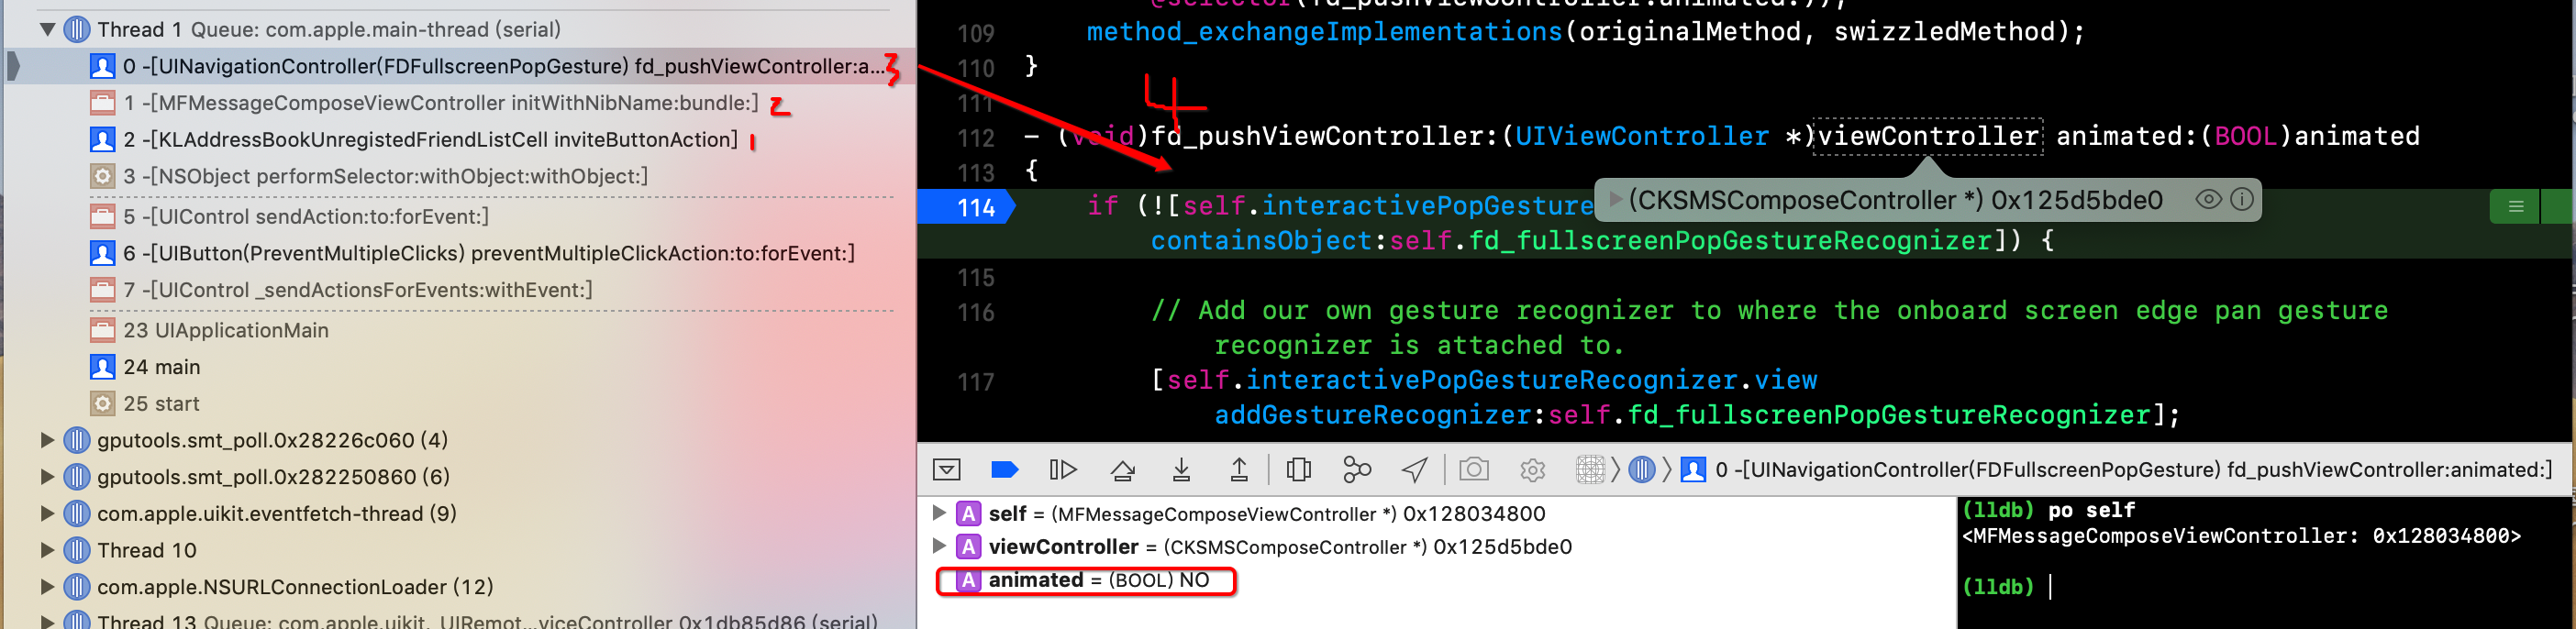 Thread 1 Queue: com.apple.main-thread (serial)
0 -[UINavigationController(FDFullscreenPopGesture) fd_pushViewController:a... 3
1 -[MFMessageComposeViewController initWithNibName:bundle:] 2
2 -[KLAddressBookUnregistedFriendListCell inviteButtonAction] 1
3 -[NSObject performSelector:withObject:withObject:]
5 -[UIControl sendAction:to:forEvent:]
6 -[UIButton(PreventMultipleClicks) preventMultipleClickAction:to:forEvent:]
7 -[UIControl _sendActionsForEvents:withEvent:]
23 UIApplicationMain
24 main
25 start
gputools.smt_poll.0x28226c060 (4)
gputools.smt_poll.0x282250860 (6)
com.apple.uikit.eventfetch-thread (9)
Thread 10
com.apple.NSURLConnectionLoader (12)
Thread 13 Queue: com.apple.uikit._UIRemot...viceController.0x1db85d86 (serial)
@selector(fd_pushViewController:animated:));
109 method_exchangeImplementations(originalMethod, swizzledMethod);
110 }
111
4
112 - (void)fd_pushViewController:(UIViewController *)viewController animated:(BOOL)animated
113 {
114 if (![self.interactivePopGesture
(CKSMSComposeController *) 0x125d5bde0
containsObject:self.fd_fullscreenPopGestureRecognizer]) {
115
116 // Add our own gesture recognizer to where the onboard screen edge pan gesture
recognizer is attached to.
117 [self.interactivePopGestureRecognizer.view
addGestureRecognizer:self.fd_fullscreenPopGestureRecognizer];
0 -[UINavigationController(FDFullscreenPopGesture) fd_pushViewController:animated:]
A self = (MFMessageComposeViewController *) 0x128034800
A viewController = (CKSMSComposeController *) 0x125d5bde0
A animated = (BOOL) NO
(lldb) po self
<MFMessageComposeViewController: 0x128034800>
(lldb)